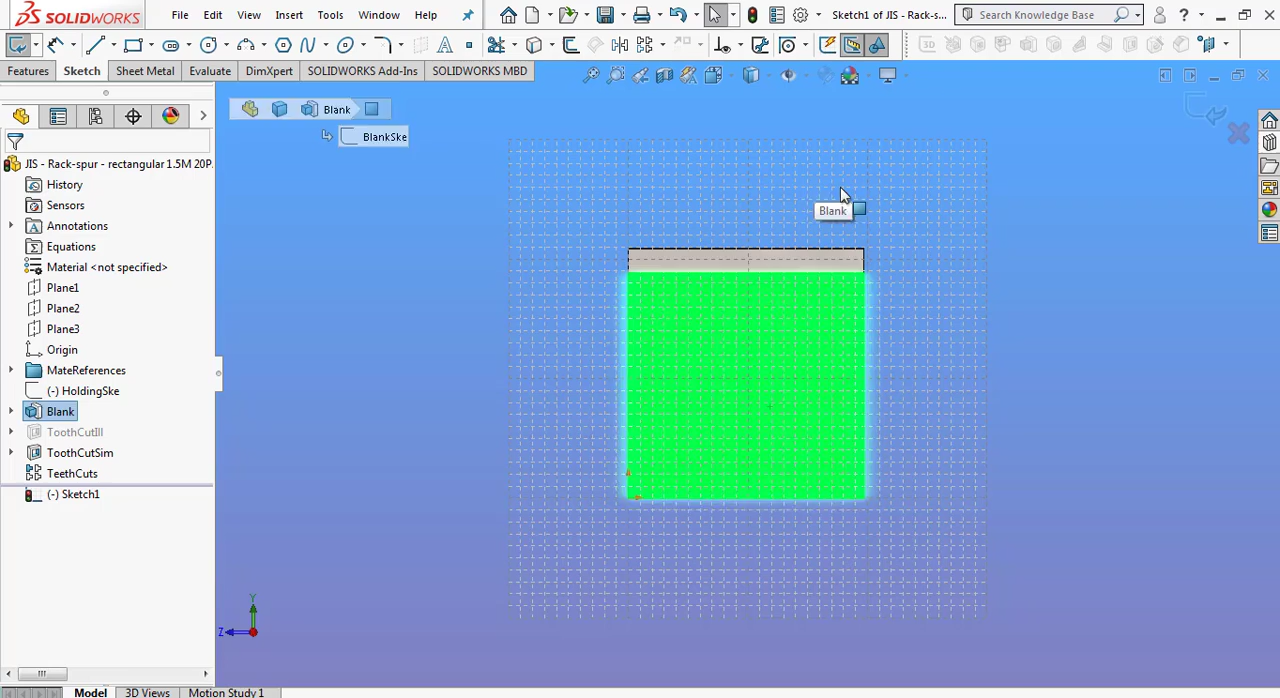 SOLIDWORKS File Edit View Insert Tools Window Help Sketch1 of JIS - Rack-s... Search Knowledge Base ?
3D
Features Sketch Sheet Metal Evaluate DimXpert SOLIDWORKS Add-Ins SOLIDWORKS MBD
Blank
BlankSke
JIS - Rack-spur - rectangular 1.5M 20P
History
Sensors
Annotations
Equations
Material <not specified>
Plane1
Plane2
Plane3
Origin
MateReferences
(-) HoldingSke
Blank
ToothCutIll
ToothCutSim
TeethCuts
(-) Sketch1
Blank
Y
Z
Model 3D Views Motion Study 1